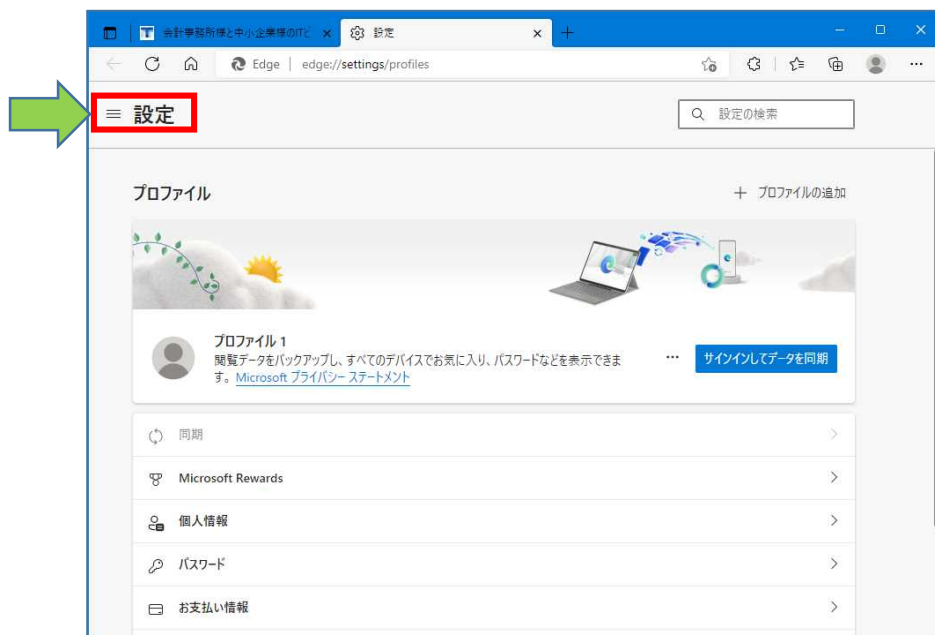 会計事務所様と中小企業様のITビ
設定
Edge | edge://settings/profiles
設定
設定の検索
プロファイル
プロファイルの追加
プロファイル 1
閲覧データをバックアップし、すべてのデバイスでお気に入り、パスワードなどを表示できま
す。Microsoft プライバシー ステートメント
サインインしてデータを同期
同期
Microsoft Rewards
個人情報
パスワード
お支払い情報